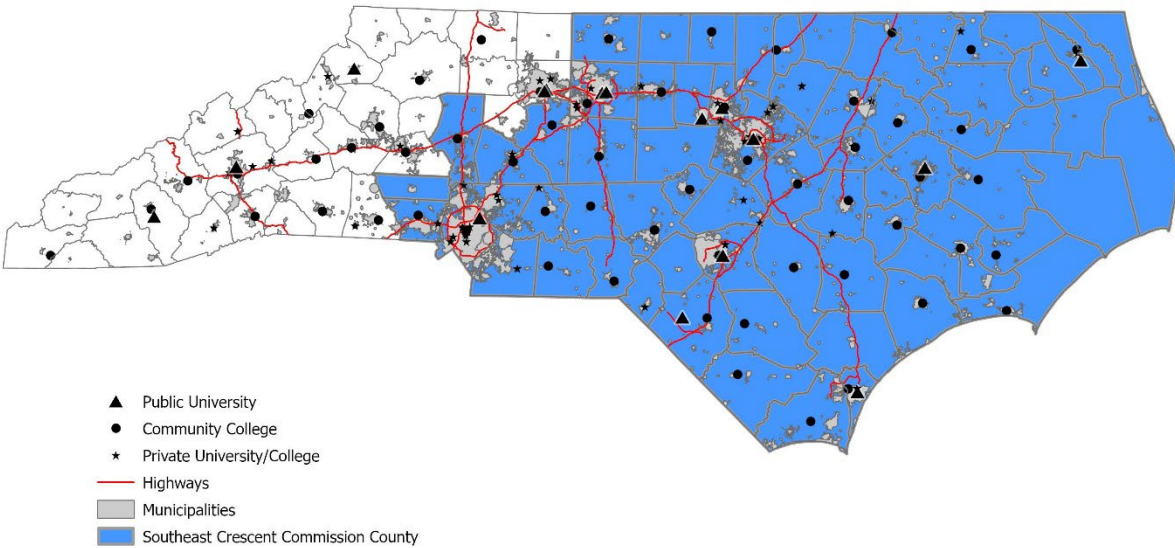 Public University
Community College
Private University/College
Highways
Municipalities
Southeast Crescent Commission County